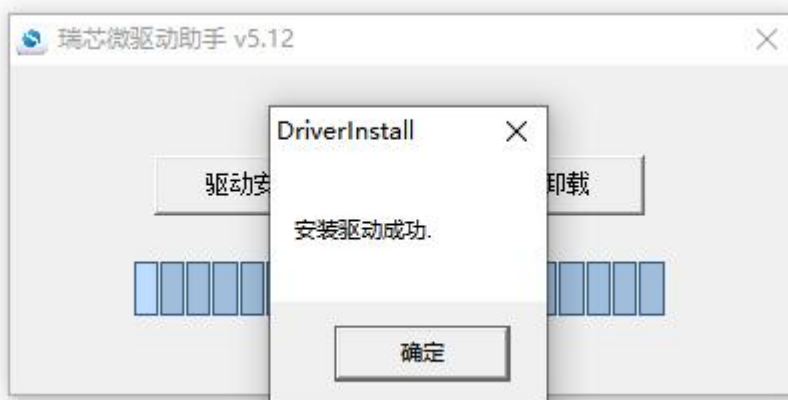 瑞芯微驱动助手 v5.12
DriverInstall
驱动安
卸载
安装驱动成功.
确定